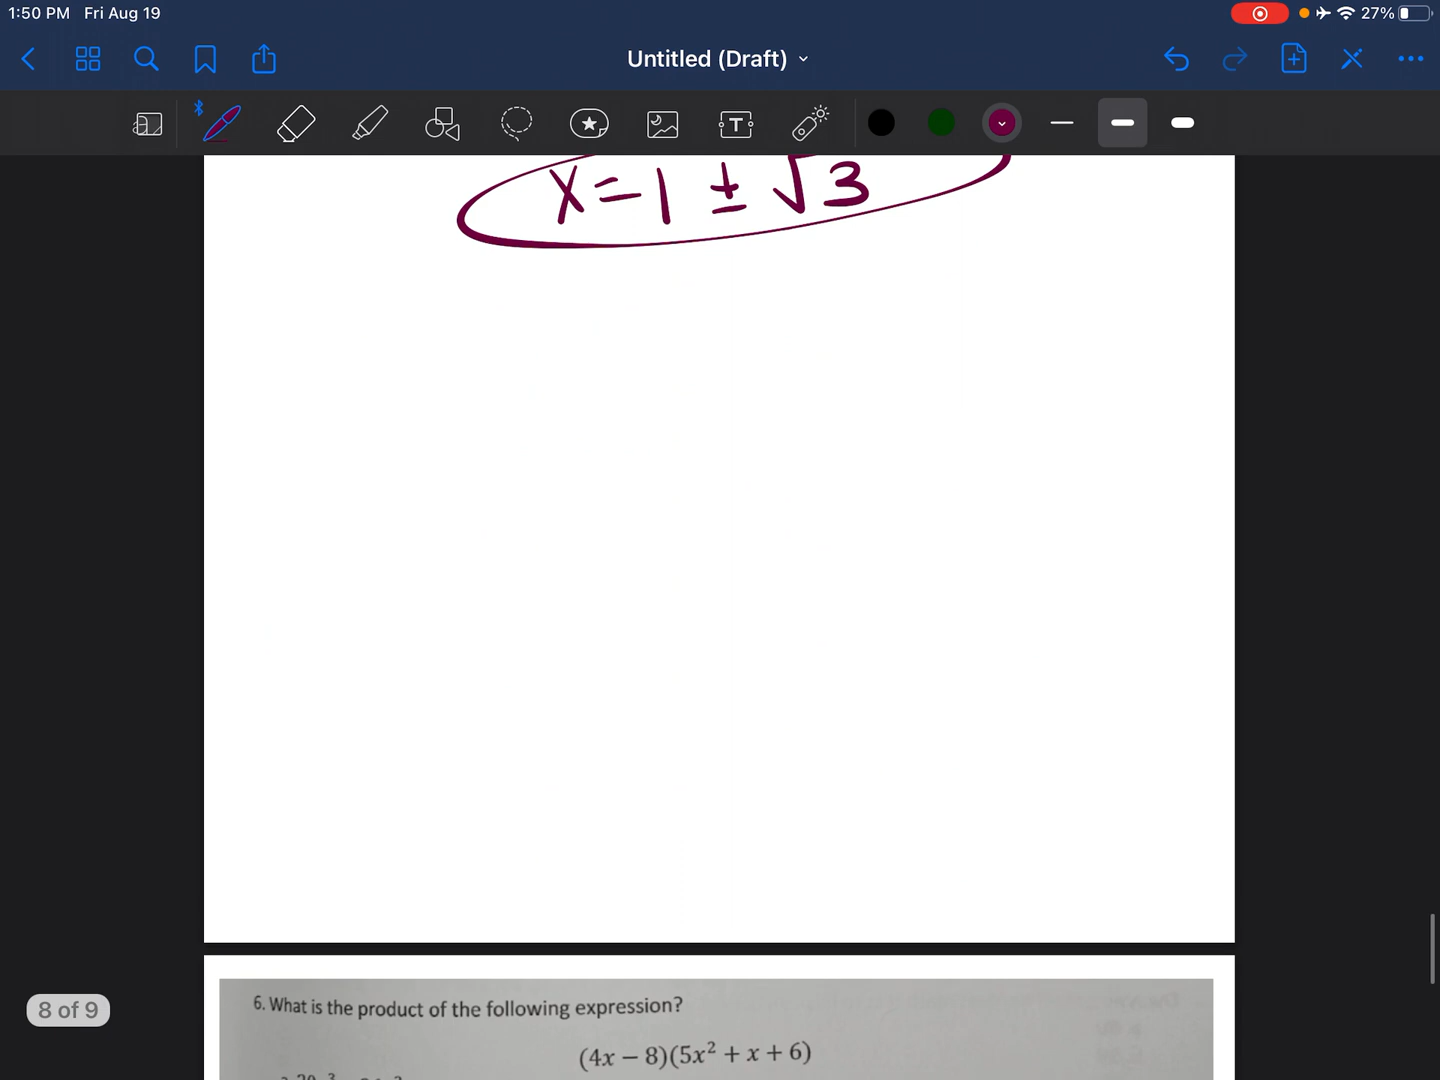 1:50 PM Fri Aug 19
27%
Untitled (Draft)
x = 1 ± √3
8 of 9
6. What is the product of the following expression?
(4x − 8)(5x² + x + 6)